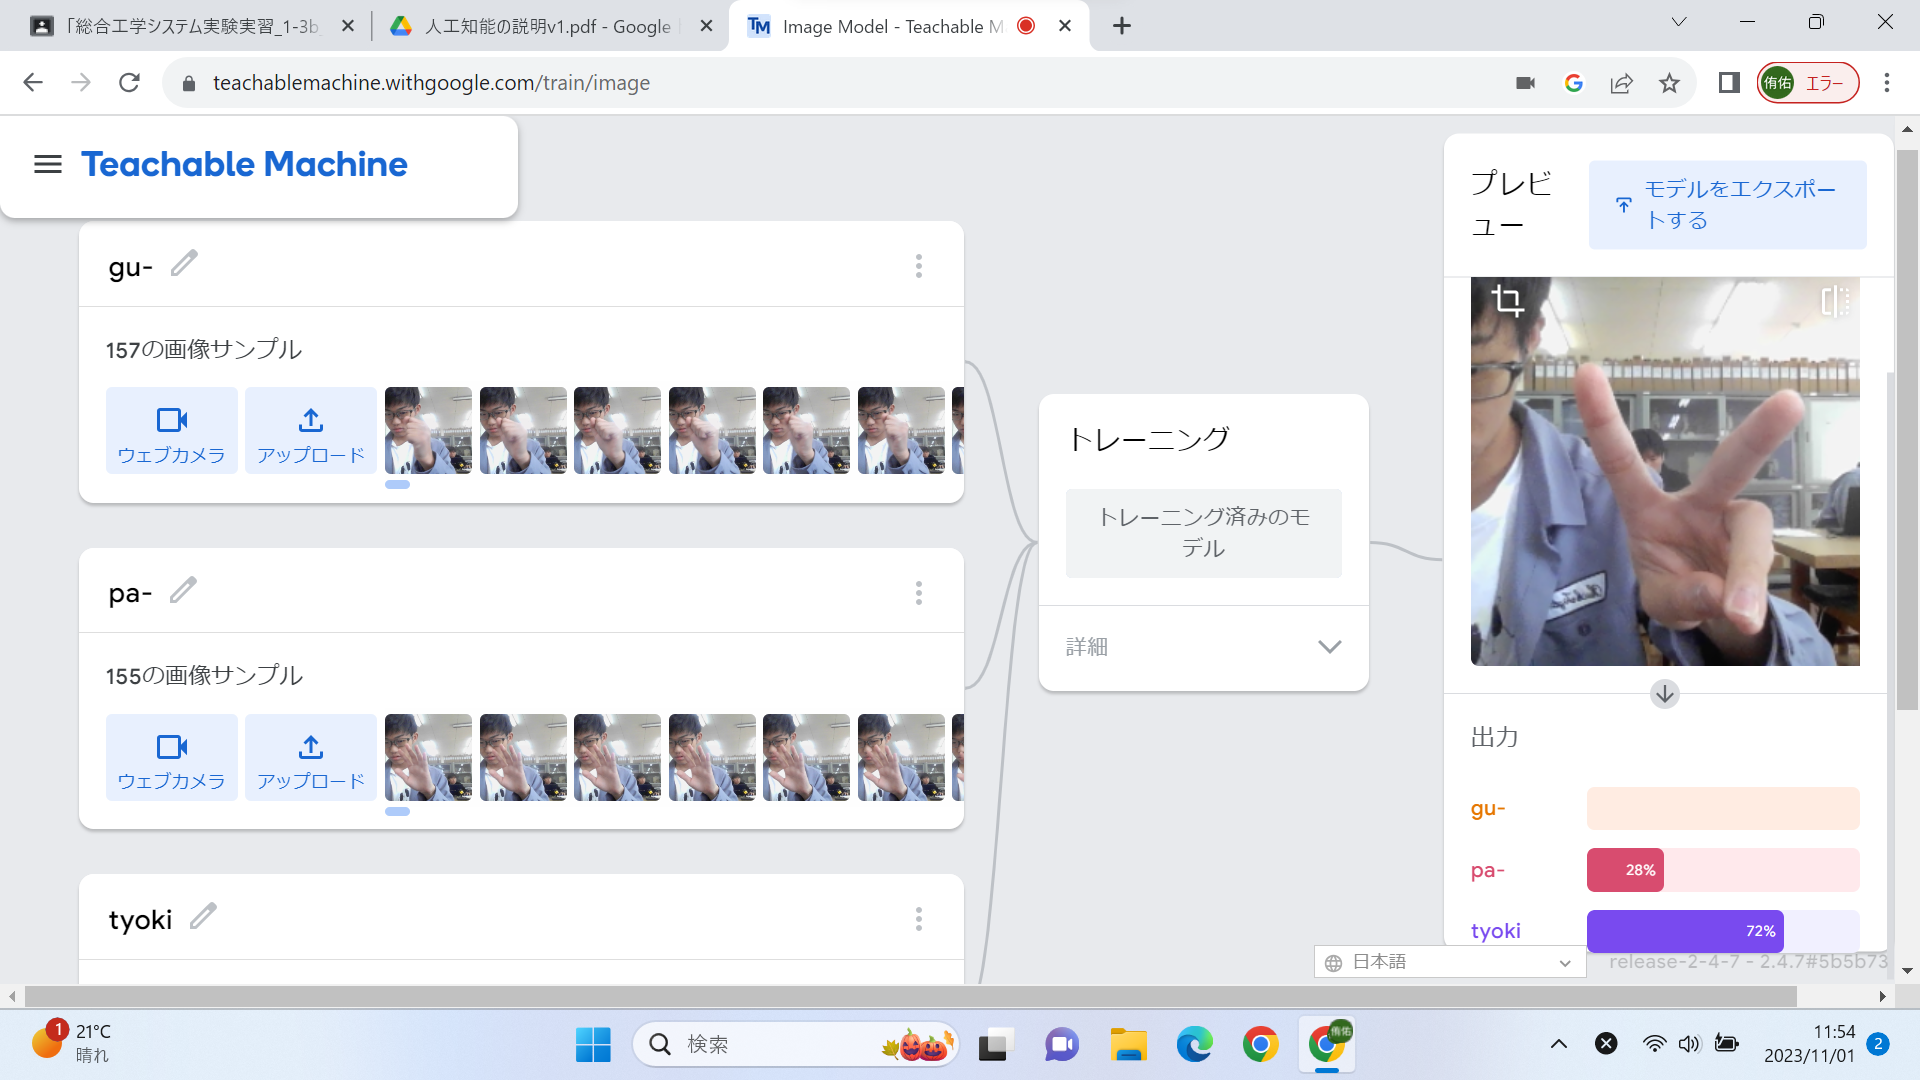 「総合工学システム実験実習_1-3b
人工知能の説明v1.pdf - Google
Image Model - Teachable M
teachablemachine.withgoogle.com/train/image
侑佑 エラー
Teachable Machine
gu-
157の画像サンプル
ウェブカメラ
アップロード
pa-
155の画像サンプル
ウェブカメラ
アップロード
tyoki
トレーニング
トレーニング済みのモ
デル
詳細
プレビ
ュー
モデルをエクスポー
トする
出力
gu-
pa-
28%
tyoki
72%
日本語
release-2-4-7 - 2.4.7#5b5b73
1
21°C
晴れ
検索
侑佑
11:54
2023/11/01
2